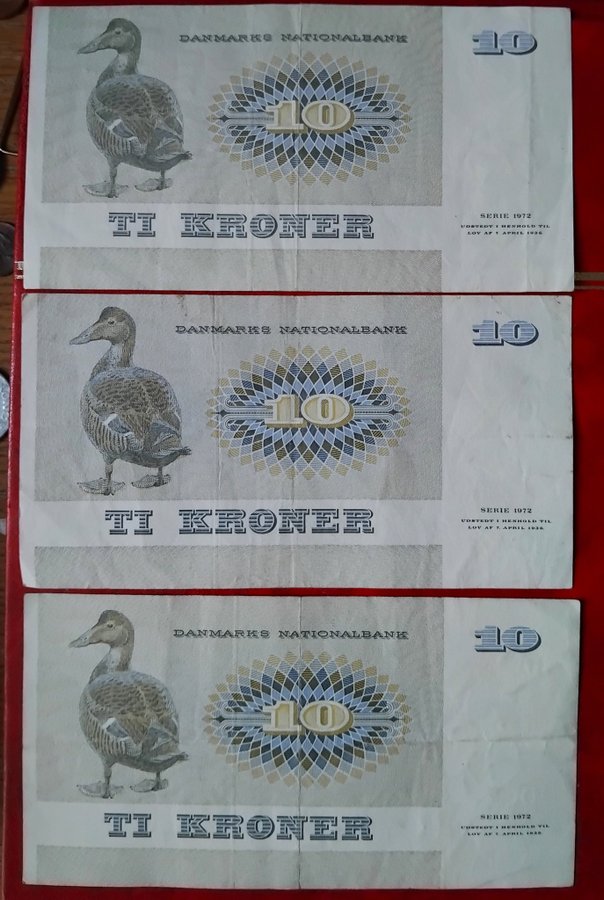 DANMARKS NATIONALBANK
10
10
TI KRONER
SERIE 1972
UDSTEDT I HENHOLD TIL
LOV AF 7. APRIL 1936
DANMARKS NATIONALBANK
10
10
TI KRONER
SERIE 1972
UDSTEDT I HENHOLD TIL
LOV AF 7. APRIL 1936
DANMARKS NATIONALBANK
10
10
TI KRONER
SERIE 1972
UDSTEDT I HENHOLD TIL
LOV AF 7. APRIL 1936